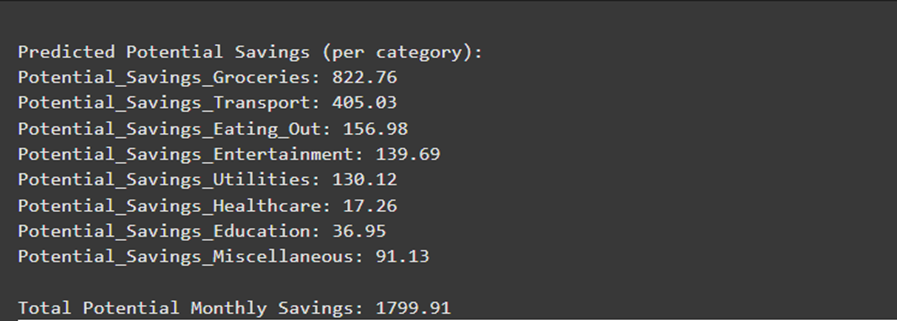 Predicted Potential Savings (per category):
Potential_Savings_Groceries: 822.76
Potential_Savings_Transport: 405.03
Potential_Savings_Eating_Out: 156.98
Potential_Savings_Entertainment: 139.69
Potential_Savings_Utilities: 130.12
Potential_Savings_Healthcare: 17.26
Potential_Savings_Education: 36.95
Potential_Savings_Miscellaneous: 91.13
Total Potential Monthly Savings: 1799.91